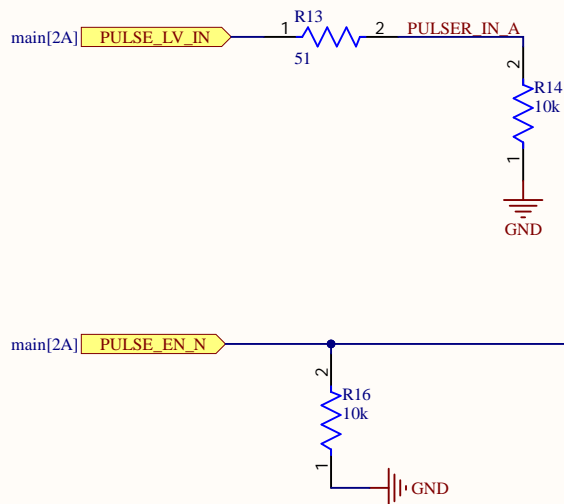 R13
1
2
main[2A]
PULSE_LV_IN
PULSER_IN_A
51
2
R14
10k
1
GND
main[2A]
PULSE_EN_N
2
R16
10k
1
GND